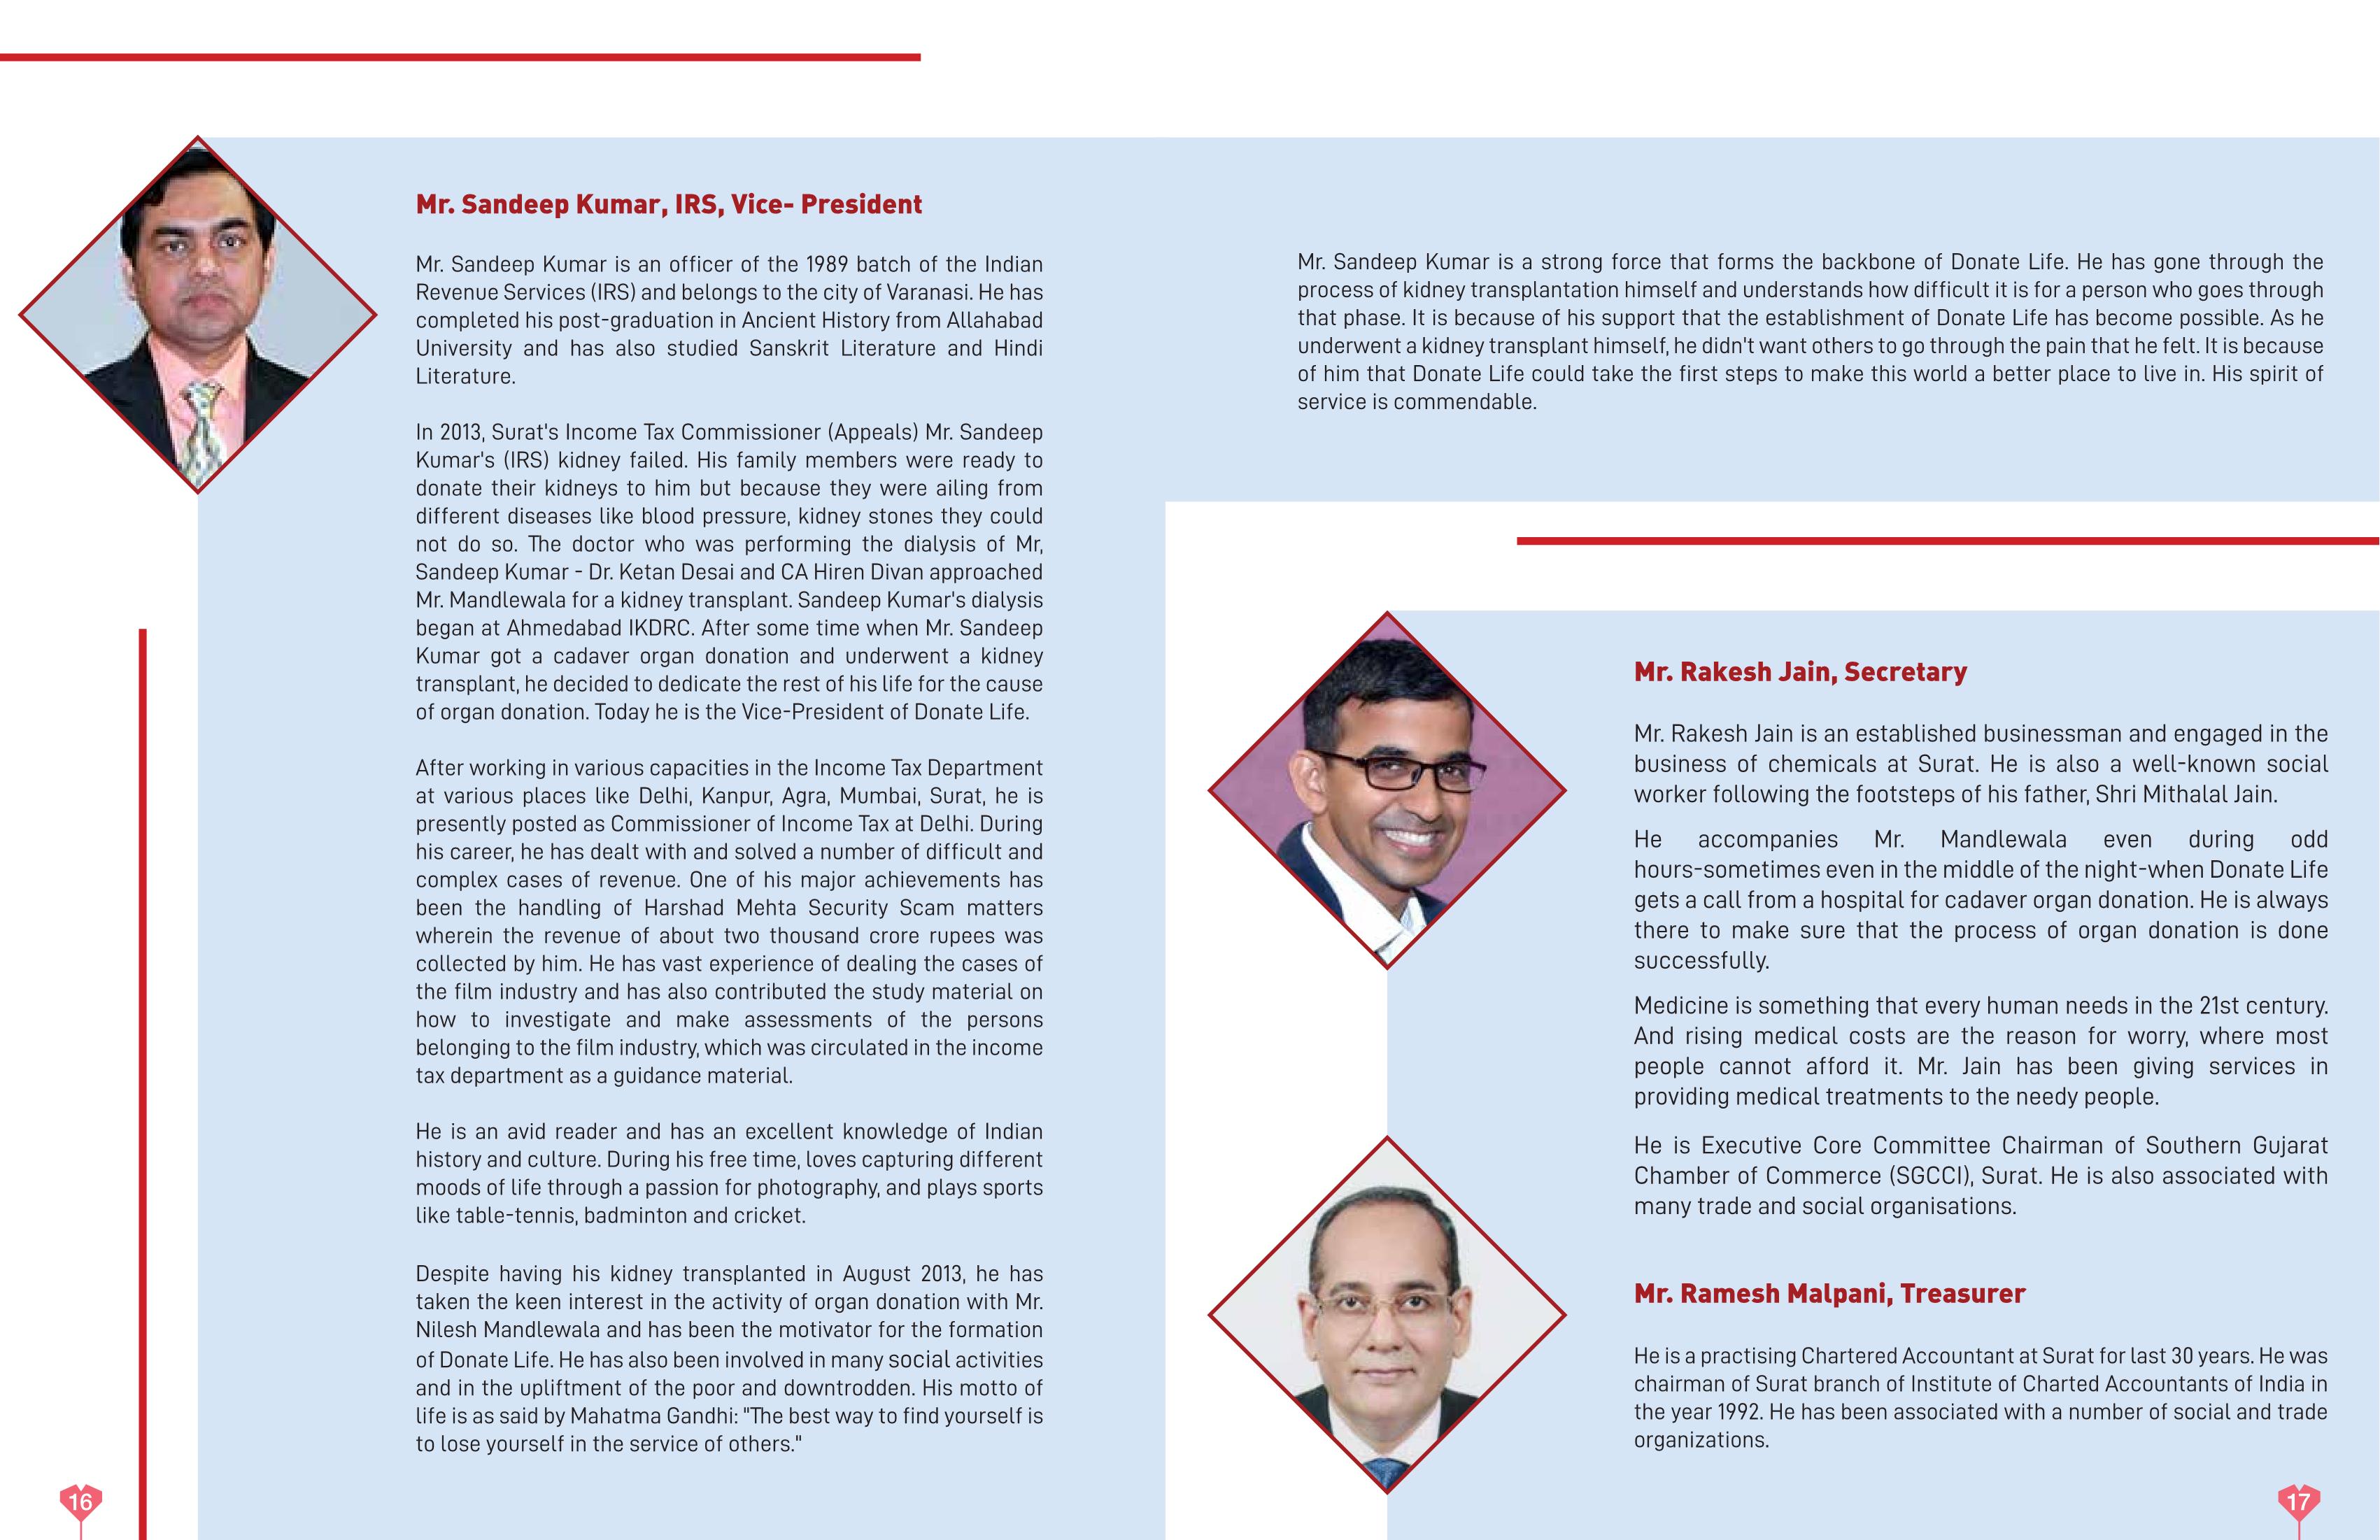 Mr. Sandeep Kumar, IRS, Vice- President
Mr. Sandeep Kumar is an officer of the 1989 batch of the Indian
Revenue Services (IRS) and belongs to the city of Varanasi. He has
completed his post-graduation in Ancient History from Allahabad
University and has also studied Sanskrit Literature and Hindi
Literature.
In 2013, Surat's Income Tax Commissioner (Appeals) Mr. Sandeep
Kumar's (IRS) kidney failed. His family members were ready to
donate their kidneys to him but because they were ailing from
different diseases like blood pressure, kidney stones they could
not do so. The doctor who was performing the dialysis of Mr,
Sandeep Kumar - Dr. Ketan Desai and CA Hiren Divan approached
Mr. Mandlewala for a kidney transplant. Sandeep Kumar's dialysis
began at Ahmedabad IKDRC. After some time when Mr. Sandeep
Kumar got a cadaver organ donation and underwent a kidney
transplant, he decided to dedicate the rest of his life for the cause
of organ donation. Today he is the Vice-President of Donate Life.
After working in various capacities in the Income Tax Department
at various places like Delhi, Kanpur, Agra, Mumbai, Surat, he is
presently posted as Commissioner of Income Tax at Delhi. During
his career, he has dealt with and solved a number of difficult and
complex cases of revenue. One of his major achievements has
been the handling of Harshad Mehta Security Scam matters
wherein the revenue of about two thousand crore rupees was
collected by him. He has vast experience of dealing the cases of
the film industry and has also contributed the study material on
how to investigate and make assessments of the persons
belonging to the film industry, which was circulated in the income
tax department as a guidance material.
He is an avid reader and has an excellent knowledge of Indian
history and culture. During his free time, loves capturing different
moods of life through a passion for photography, and plays sports
like table-tennis, badminton and cricket.
Despite having his kidney transplanted in August 2013, he has
taken the keen interest in the activity of organ donation with Mr.
Nilesh Mandlewala and has been the motivator for the formation
of Donate Life. He has also been involved in many social activities
and in the upliftment of the poor and downtrodden. His motto of
life is as said by Mahatma Gandhi: "The best way to find yourself is
to lose yourself in the service of others."
16
Mr. Sandeep Kumar is a strong force that forms the backbone of Donate Life. He has gone through the
process of kidney transplantation himself and understands how difficult it is for a person who goes through
that phase. It is because of his support that the establishment of Donate Life has become possible. As he
underwent a kidney transplant himself, he didn't want others to go through the pain that he felt. It is because
of him that Donate Life could take the first steps to make this world a better place to live in. His spirit of
service is commendable.
Mr. Rakesh Jain, Secretary
Mr. Rakesh Jain is an established businessman and engaged in the
business of chemicals at Surat. He is also a well-known social
worker following the footsteps of his father, Shri Mithalal Jain.
He accompanies Mr. Mandlewala even during odd
hours-sometimes even in the middle of the night-when Donate Life
gets a call from a hospital for cadaver organ donation. He is always
there to make sure that the process of organ donation is done
successfully.
Medicine is something that every human needs in the 21st century.
And rising medical costs are the reason for worry, where most
people cannot afford it. Mr. Jain has been giving services in
providing medical treatments to the needy people.
He is Executive Core Committee Chairman of Southern Gujarat
Chamber of Commerce (SGCCI), Surat. He is also associated with
many trade and social organisations.
Mr. Ramesh Malpani, Treasurer
He is a practising Chartered Accountant at Surat for last 30 years. He was
chairman of Surat branch of Institute of Charted Accountants of India in
the year 1992. He has been associated with a number of social and trade
organizations.
17